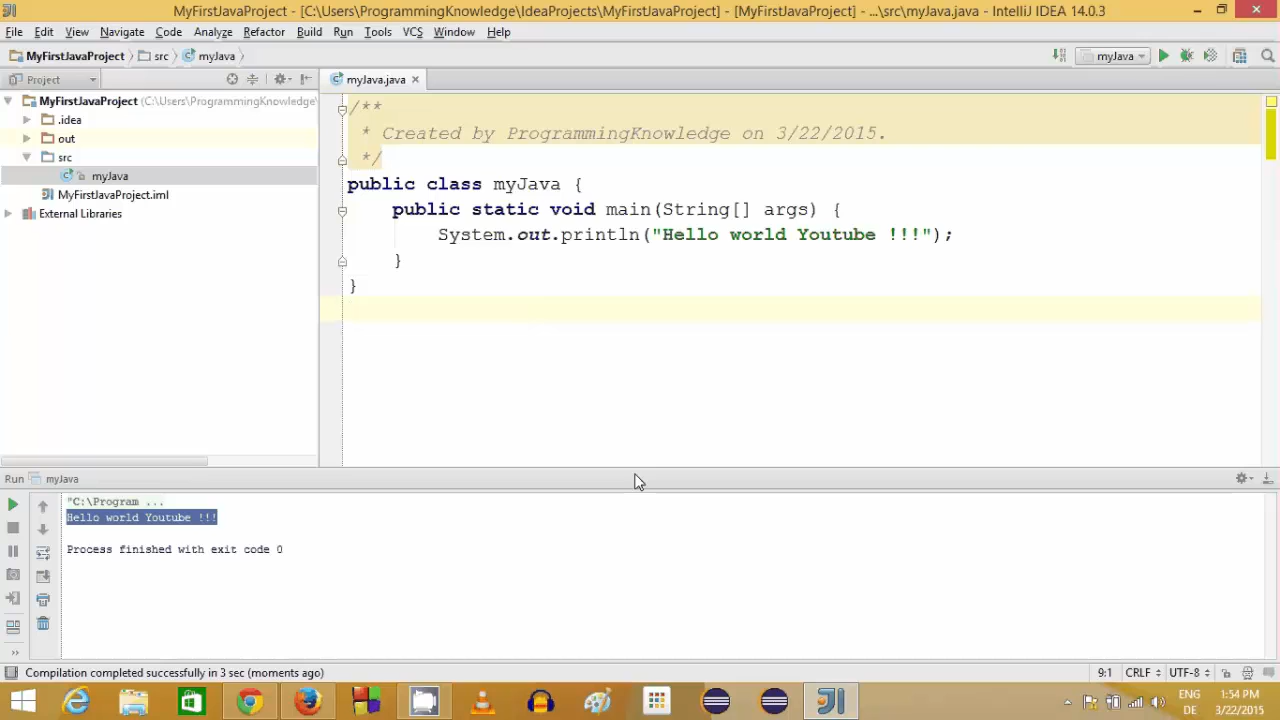 MyFirstJavaProject - [C:\Users\ProgrammingKnowledge\IdeaProjects\MyFirstJavaProject] - [MyFirstJavaProject] - ...\src\myJava.java - IntelliJ IDEA 14.0.3
File Edit View Navigate Code Analyze Refactor Build Run Tools VCS Window Help
MyFirstJavaProject src myJava
myJava
Project
myJava.java
MyFirstJavaProject (C:\Users\ProgrammingKnowledge\
.idea
out
src
myJava
MyFirstJavaProject.iml
External Libraries
/**
* Created by ProgrammingKnowledge on 3/22/2015.
*/
public class myJava {
public static void main(String[] args) {
System.out.println("Hello world Youtube !!!");
}
}
Run myJava
"C:\Program ...
Hello world Youtube !!!
Process finished with exit code 0
Compilation completed successfully in 3 sec (moments ago)
9:1 CRLF UTF-8
ENG 1:54 PM
DE 3/22/2015